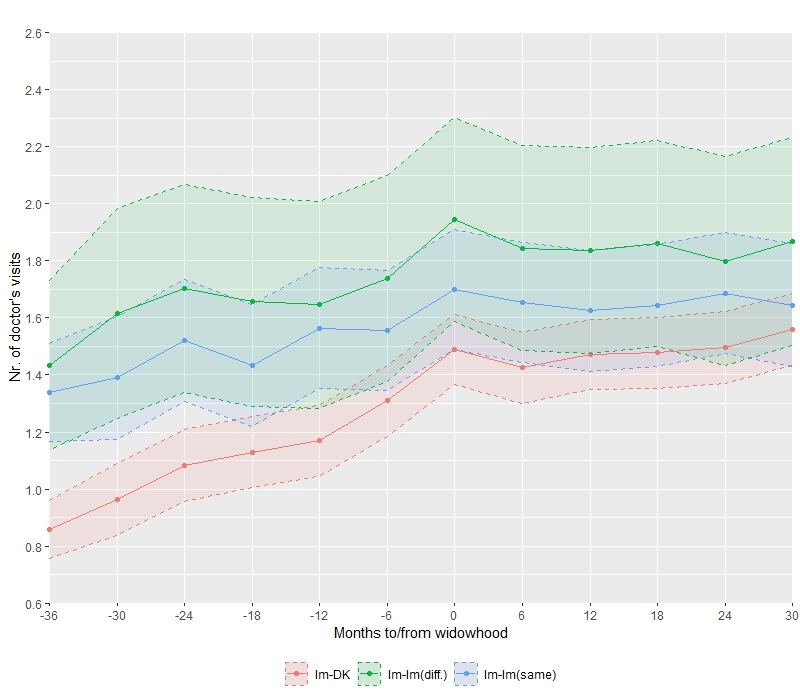 2.6
2.4
2.2
2.0
1.8
1.6
1.4
1.2
1.0
0.8
0.6
Nr. of doctor's visits
-36 -30 -24 -18 -12 -6 0 6 12 18 24 30
Months to/from widowhood
Im-DK Im-Im(diff.) Im-Im(same)